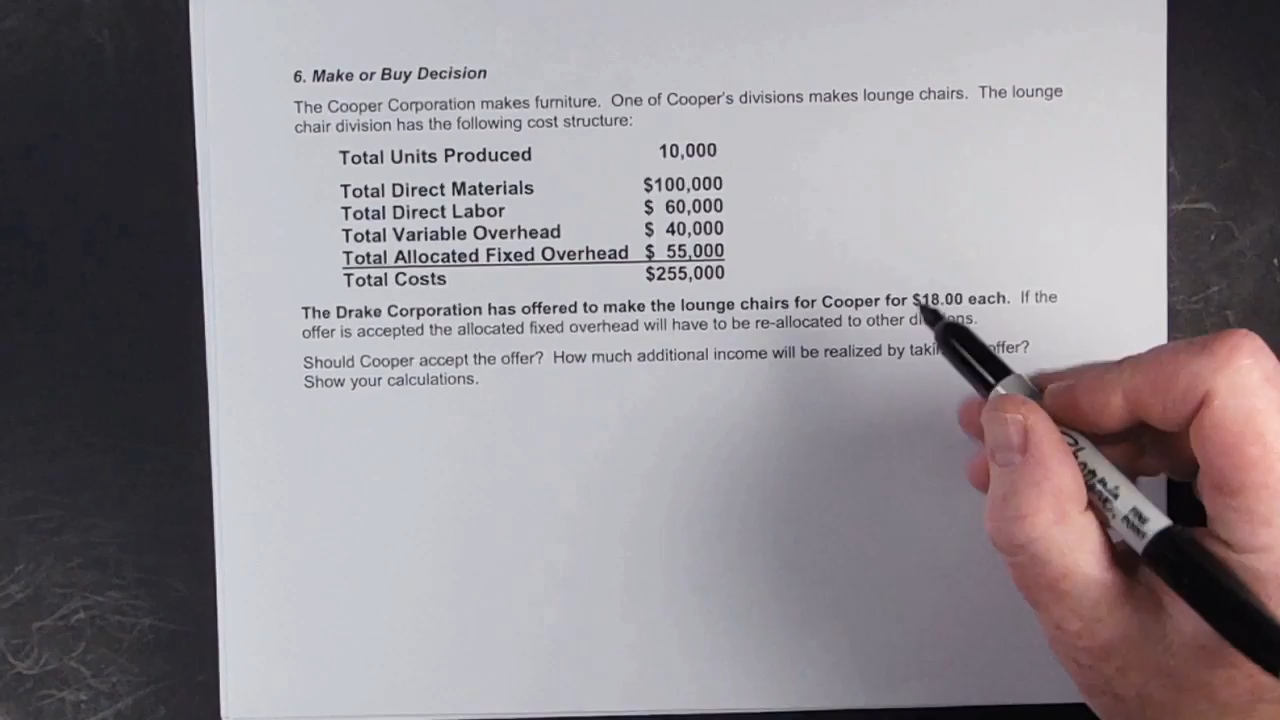 6. Make or Buy Decision
The Cooper Corporation makes furniture. One of Cooper's divisions makes lounge chairs. The lounge
chair division has the following cost structure:
Total Units Produced 10,000
Total Direct Materials $100,000
Total Direct Labor $ 60,000
Total Variable Overhead $ 40,000
Total Allocated Fixed Overhead $ 55,000
Total Costs $255,000
The Drake Corporation has offered to make the lounge chairs for Cooper for $18.00 each. If the
offer is accepted the allocated fixed overhead will have to be re-allocated to other
Should Cooper accept the offer? How much additional income will be realized by offer?
Show your calculations.
FINE
POINT